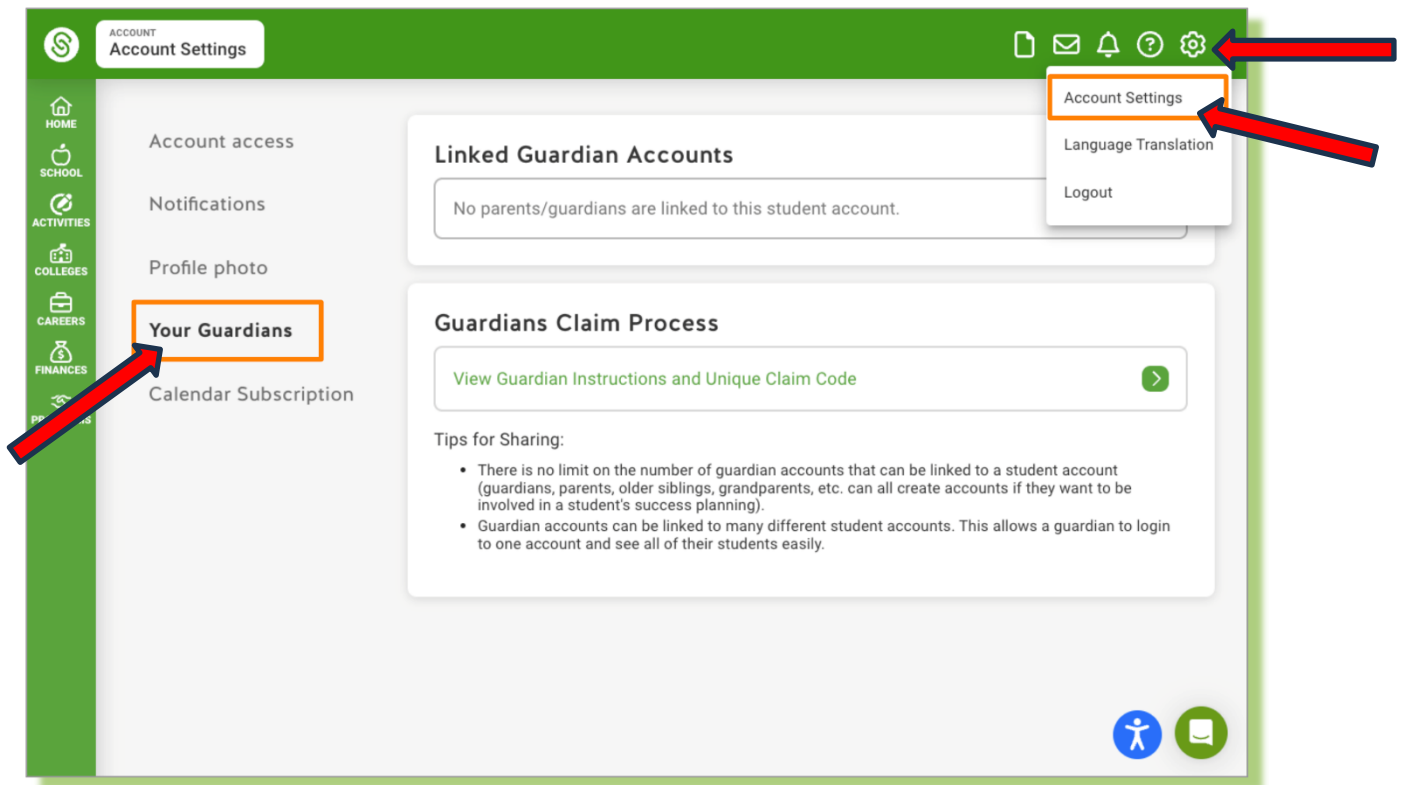 ACCOUNT
Account Settings
HOME
SCHOOL
ACTIVITIES
COLLEGES
CAREERS
FINANCES
Account access
Notifications
Profile photo
Your Guardians
Calendar Subscription
Account Settings
Language Translation
Logout
Linked Guardian Accounts
No parents/guardians are linked to this student account.
Guardians Claim Process
View Guardian Instructions and Unique Claim Code
Tips for Sharing:
• There is no limit on the number of guardian accounts that can be linked to a student account
(guardians, parents, older siblings, grandparents, etc. can all create accounts if they want to be
involved in a student's success planning).
• Guardian accounts can be linked to many different student accounts. This allows a guardian to login
to one account and see all of their students easily.